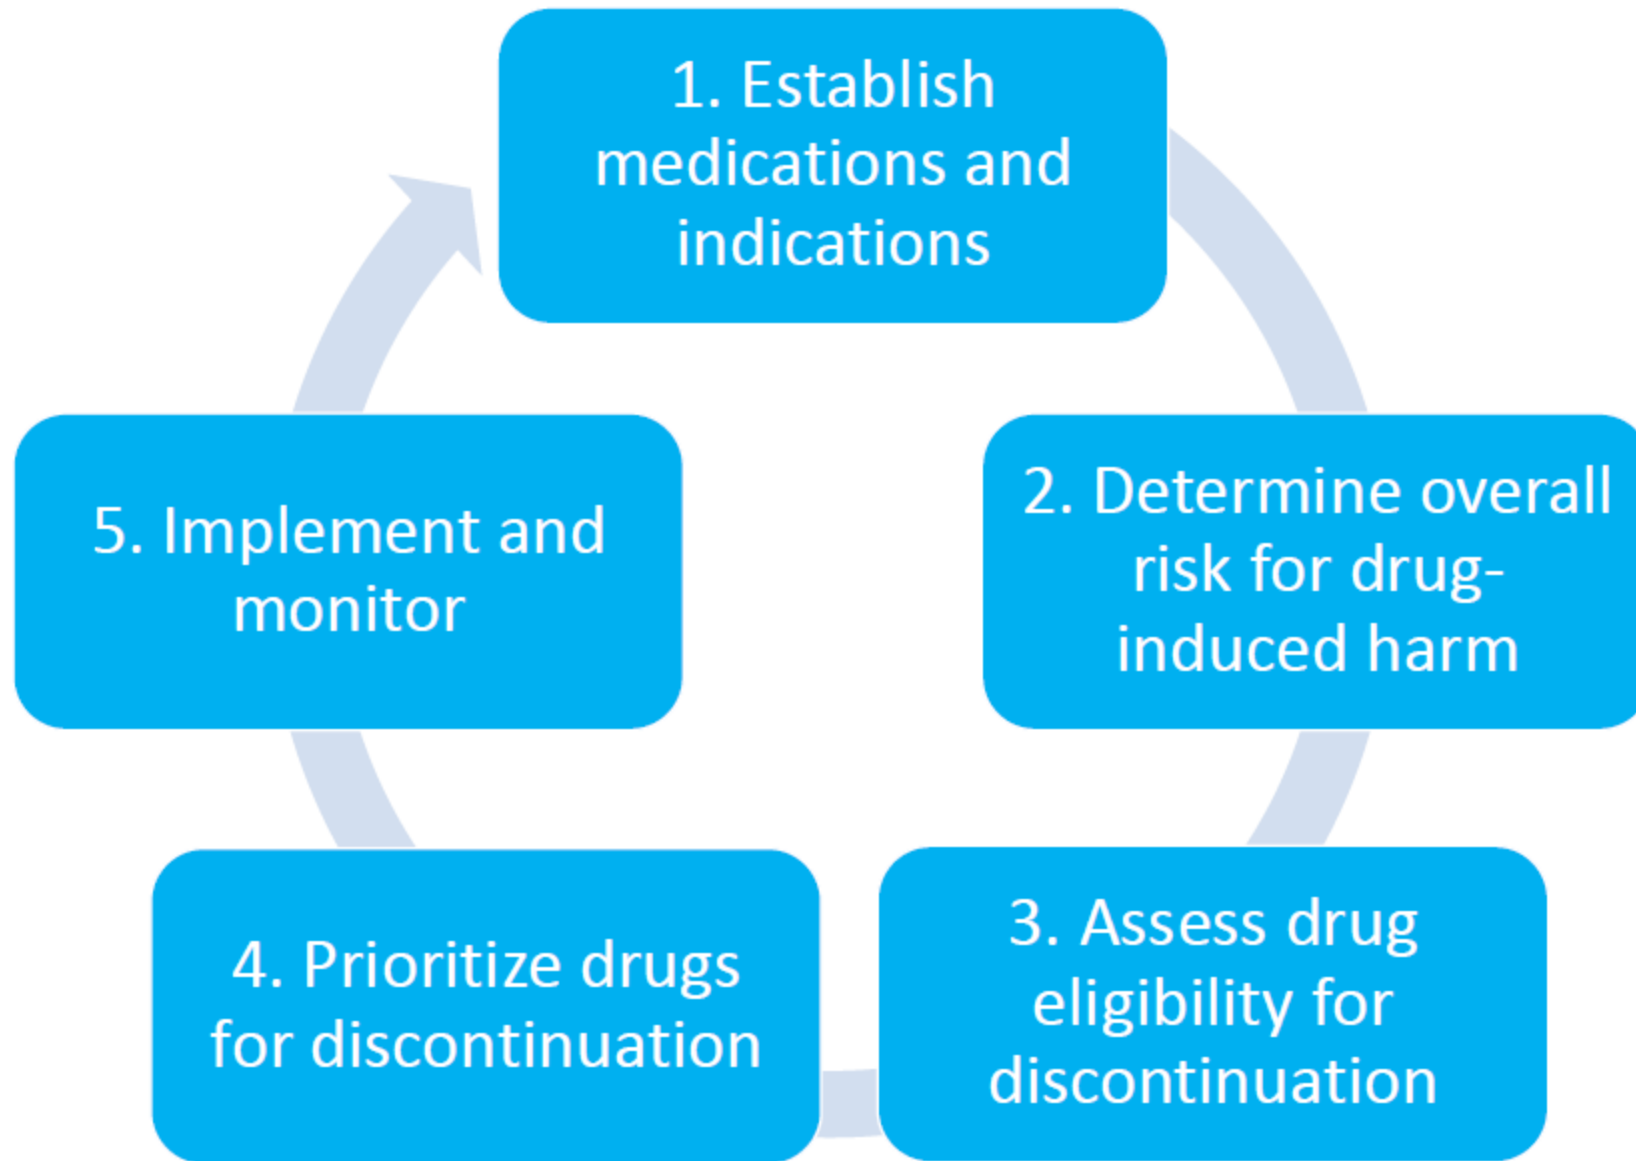 1. Establish
medications and
indications
2. Determine overall
risk for drug-
induced harm
3. Assess drug
eligibility for
discontinuation
4. Prioritize drugs
for discontinuation
5. Implement and
monitor